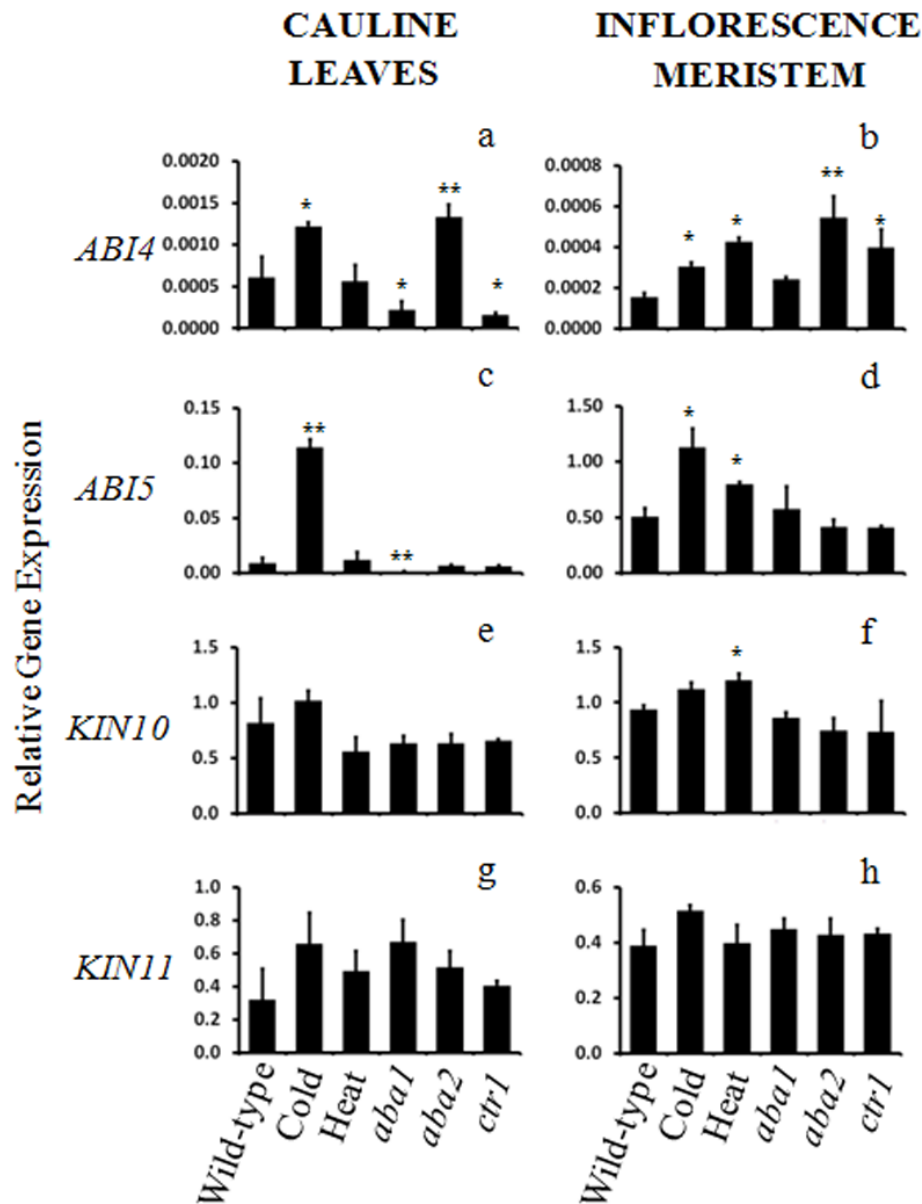 CAULINE LEAVES
INFLORESCENCE MERISTEM
Relative Gene Expression
ABI4
a
0.0020
0.0015
0.0010
0.0005
0.0000
*
*
**
*
b
0.0008
0.0006
0.0004
0.0002
0.0000
*
*
**
*
ABI5
c
0.15
0.10
0.05
0.00
**
**
d
1.50
1.00
0.50
0.00
*
*
KIN10
e
1.5
1.0
0.5
0.0
f
1.5
1.0
0.5
0.0
*
KIN11
g
1.0
0.8
0.6
0.4
0.2
0.0
h
0.6
0.4
0.2
0.0
Wild-type
Cold
Heat
aba1
aba2
ctr1
Wild-type
Cold
Heat
aba1
aba2
ctr1